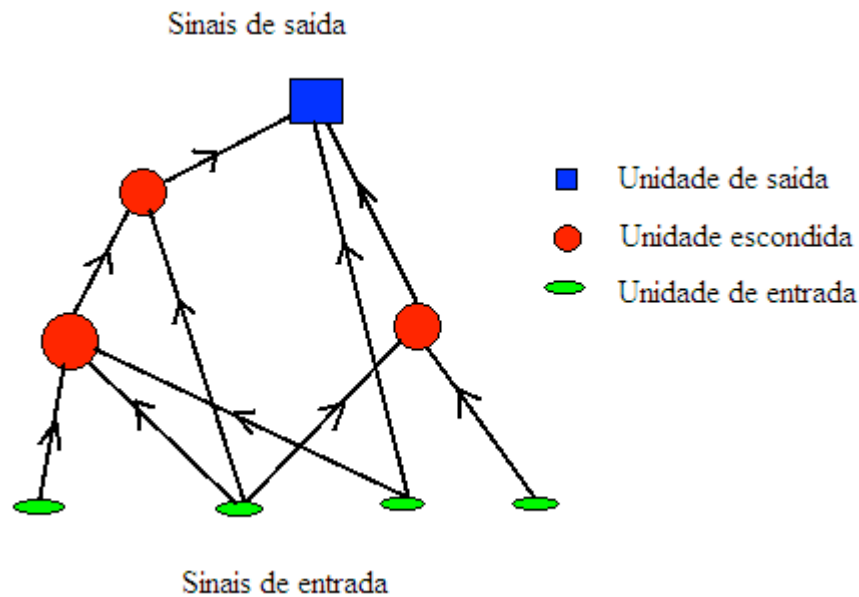 Sinais de saida
Unidade de saida
Unidade escondida
Unidade de entrada
Sinais de entrada